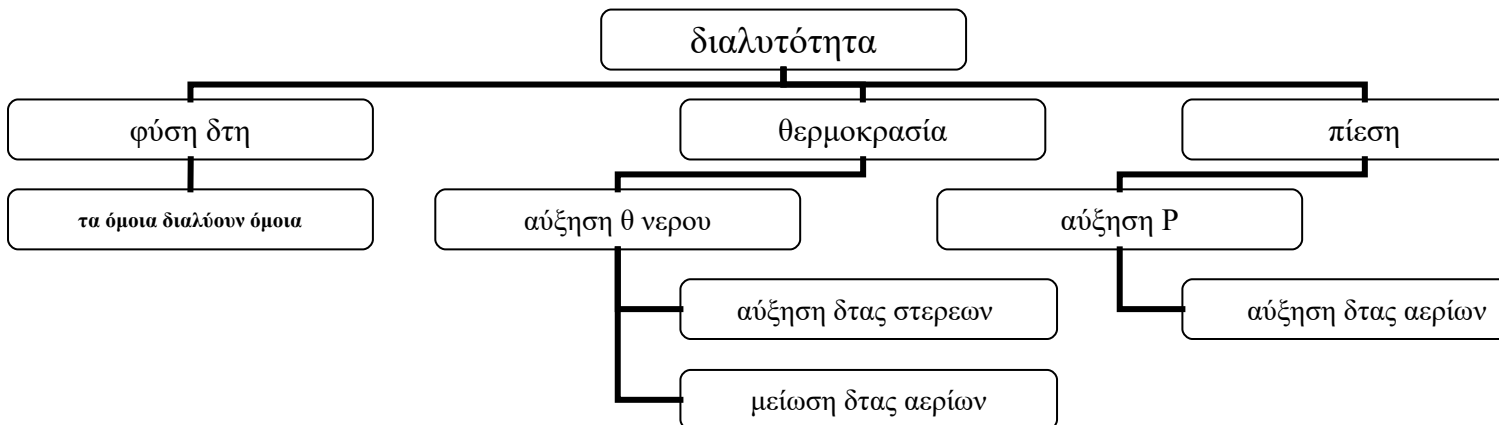 διαλυτότητα
φύση δτη
θερμοκρασία
πίεση
τα όμοια διαλύουν όμοια
αύξηση θ νερου
αύξηση P
αύξηση δτας στερεων
αύξηση δτας αερίων
μείωση δτας αερίων